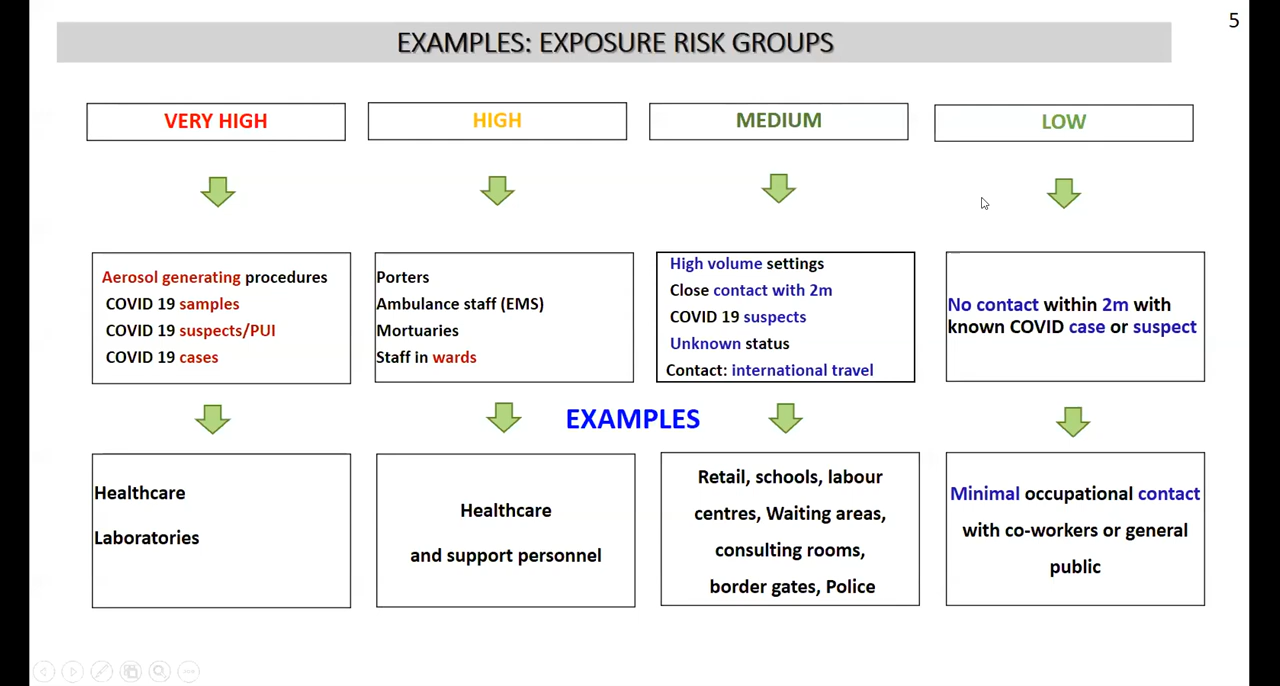 5
EXAMPLES: EXPOSURE RISK GROUPS
VERY HIGH
HIGH
MEDIUM
LOW
Aerosol generating procedures
COVID 19 samples
COVID 19 suspects/PUI
COVID 19 cases
Porters
Ambulance staff (EMS)
Mortuaries
Staff in wards
High volume settings
Close contact with 2m
COVID 19 suspects
Unknown status
Contact: international travel
No contact within 2m with
known COVID case or suspect
EXAMPLES
Healthcare
Laboratories
Healthcare
and support personnel
Retail, schools, labour
centres, Waiting areas,
consulting rooms,
border gates, Police
Minimal occupational contact
with co-workers or general
public